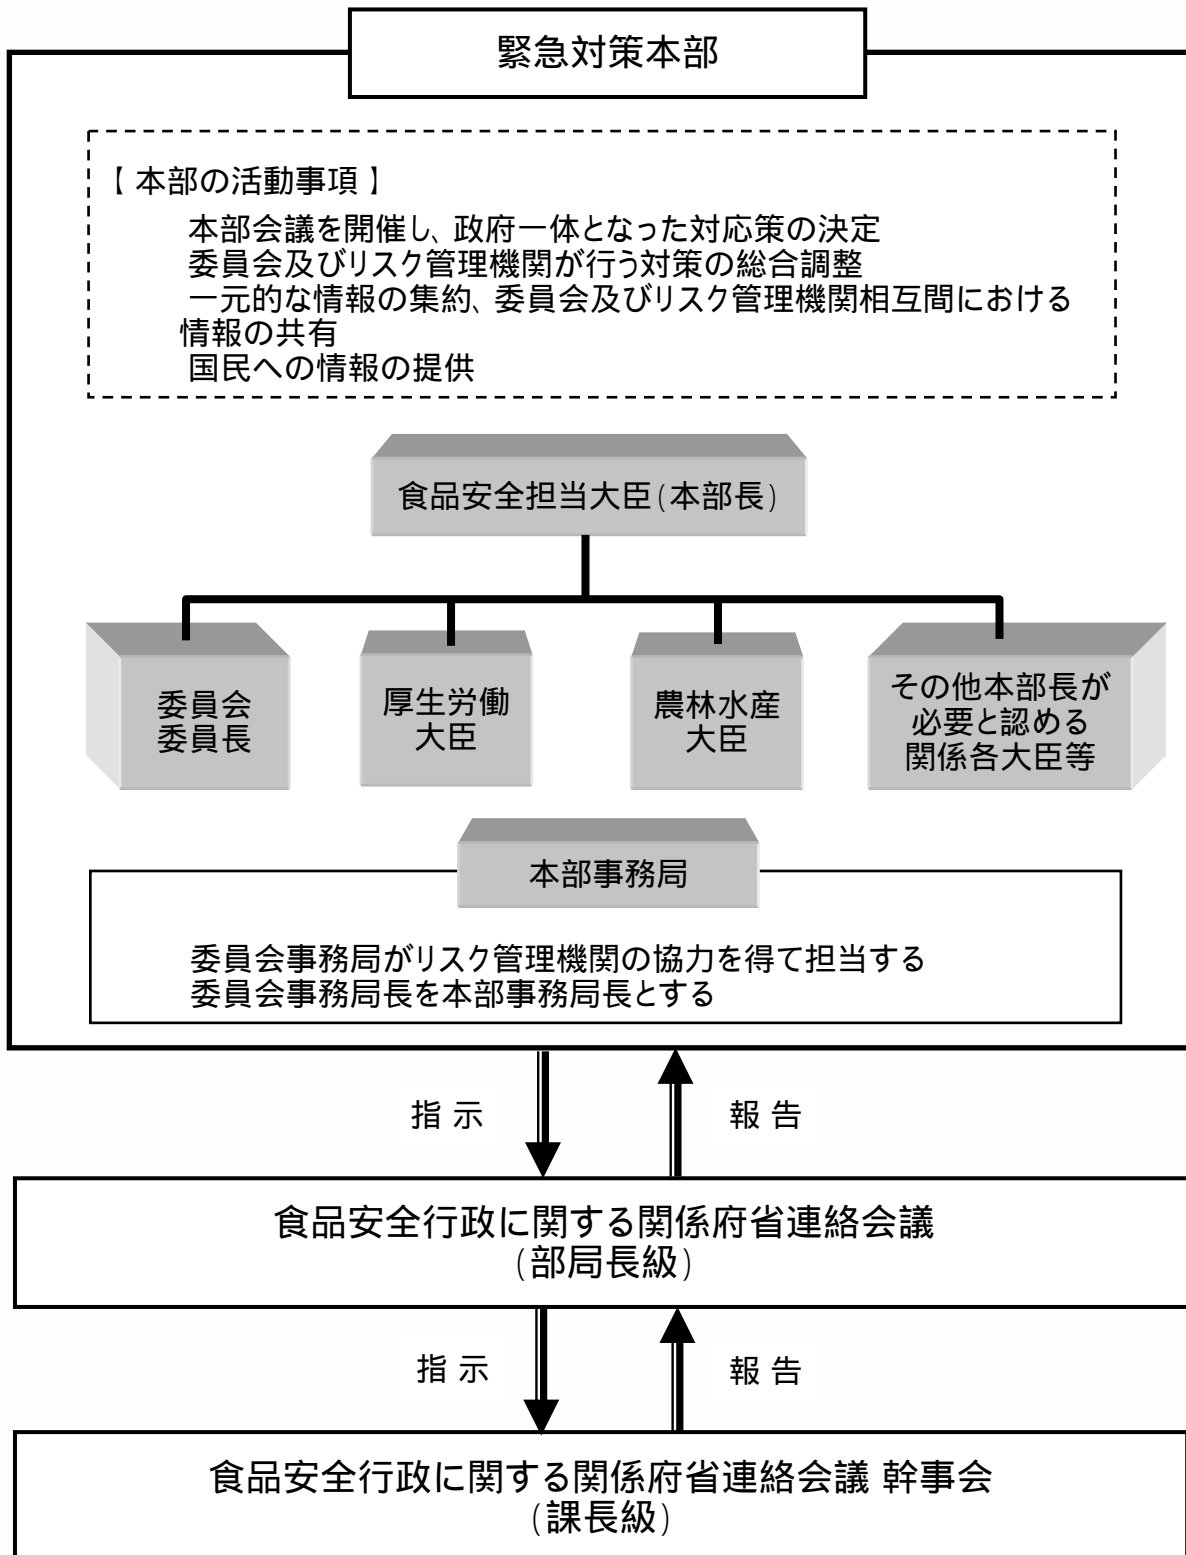 緊急対策本部
【 本部の活動事項 】
本部会議を開催し、政府一体となった対応策の決定
委員会及びリスク管理機関が行う対策の総合調整
一元的な情報の集約、委員会及びリスク管理機関相互間における
情報の共有
国民への情報の提供
食品安全担当大臣(本部長)
委員会
委員長
厚生労働
大臣
農林水産
大臣
その他本部長が
必要と認める
関係各大臣等
本部事務局
委員会事務局がリスク管理機関の協力を得て担当する
委員会事務局長を本部事務局長とする
指 示
報 告
食品安全行政に関する関係府省連絡会議
(部局長級)
指 示
報 告
食品安全行政に関する関係府省連絡会議 幹事会
(課長級)